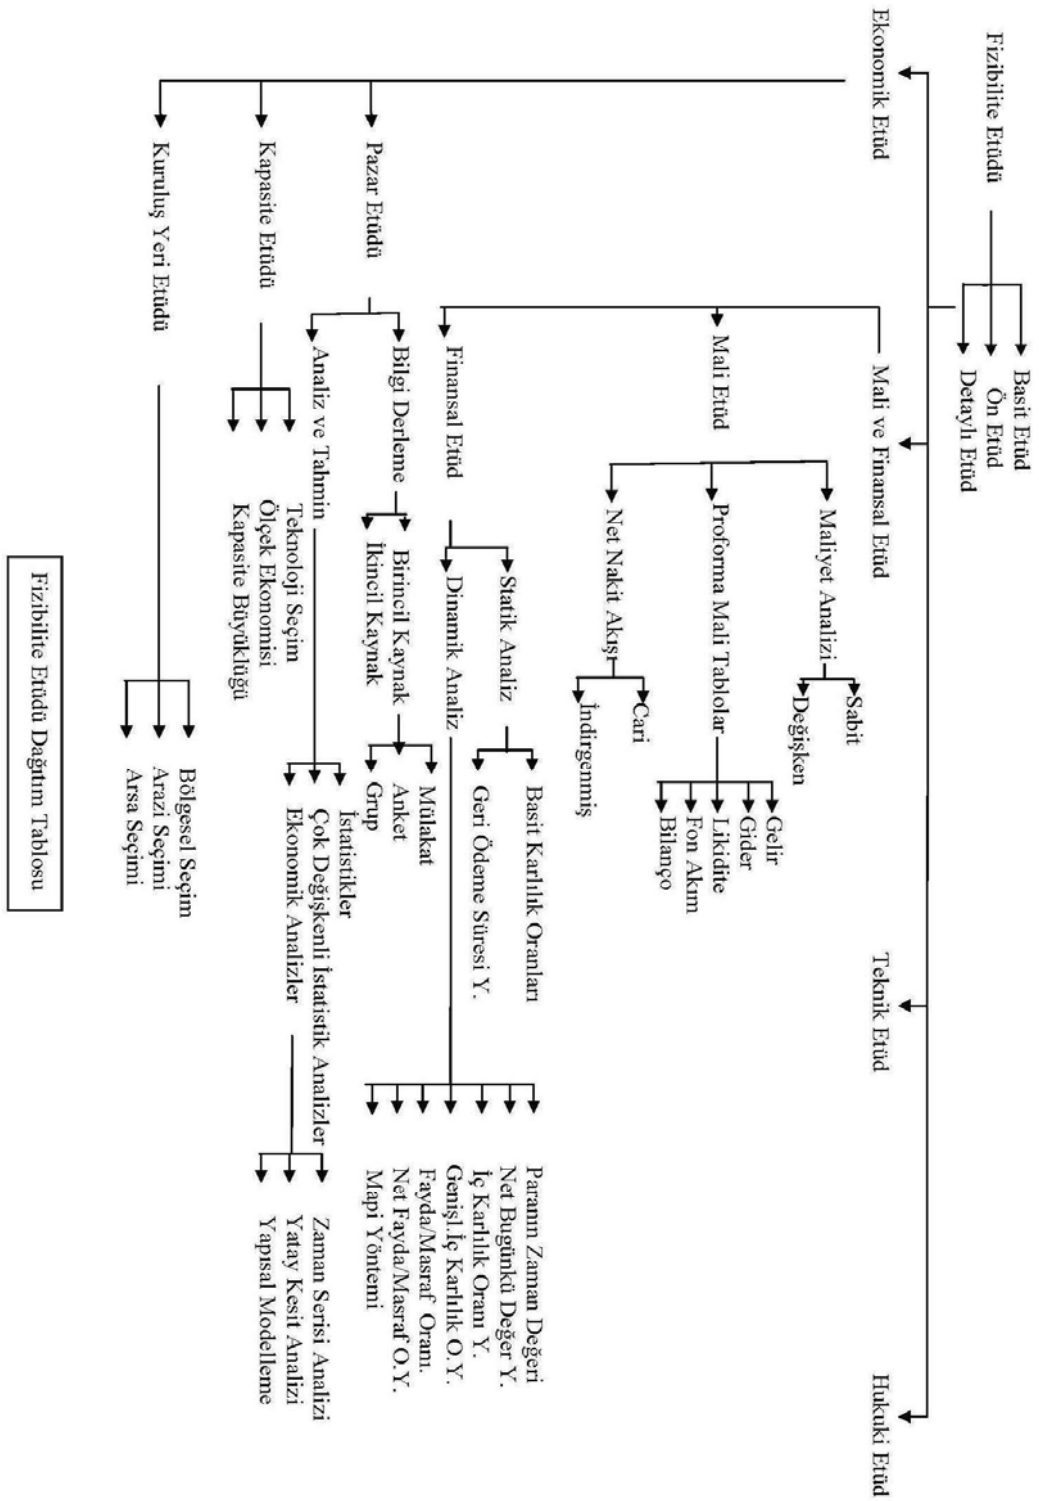 Fizibilite Etüdü
Basit Etüd
Ön Etüd
Detaylı Etüd
Ekonomik Etüd
Mali ve Finansal Etüd
Teknik Etüd
Hukuki Etüd
Mali Etüd
Maliyet Analizi
Sabit
Değişken
Proforma Mali Tablolar
Gelir
Gider
Likidite
Fon Akım
Bilanço
Net Nakit Akışı
Cari
İndirgenmiş
Finansal Etüd
Statik Analiz
Basit Karlılık Oranları
Geri Ödeme Süresi Y.
Dinamik Analiz
Paranın Zaman Değeri
Net Bugünkü Değer Y.
İç Karlılık Oranı Y.
Genişl.İç Karlılık O.Y.
Fayda/Masraf Oranı.
Net Fayda/Masraf O.Y.
Mapi Yöntemi
Pazar Etüdü
Bilgi Derleme
Birincil Kaynak
İkincil Kaynak
Mülakat
Anket
Grup
Analiz ve Tahmin
İstatistikler
Çok Değişkenli İstatistik Analizler
Ekonomik Analizler
Zaman Serisi Analizi
Yatay Kesit Analizi
Yapısal Modelleme
Kapasite Etüdü
Teknoloji Seçim
Ölçek Ekonomisi
Kapasite Büyüklüğü
Kuruluş Yeri Etüdü
Bölgesel Seçim
Arazi Seçimi
Arsa Seçimi
Fizibilite Etüdü Dağıtım Tablosu